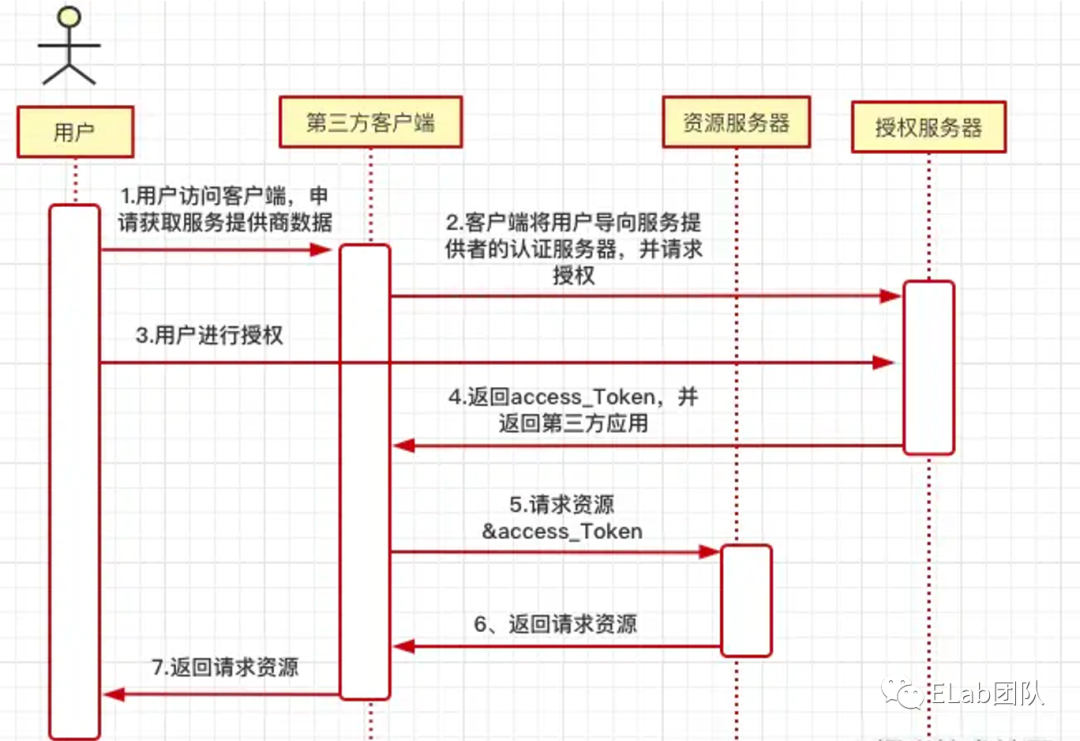 用户
第三方客户端
资源服务器
授权服务器
1.用户访问客户端，申
请获取服务提供商数据
2.客户端将用户导向服务提
供者的认证服务器，并请求
授权
3.用户进行授权
4.返回access_Token，并
返回第三方应用
5.请求资源
&access_Token
6、返回请求资源
7.返回请求资源
ELab团队